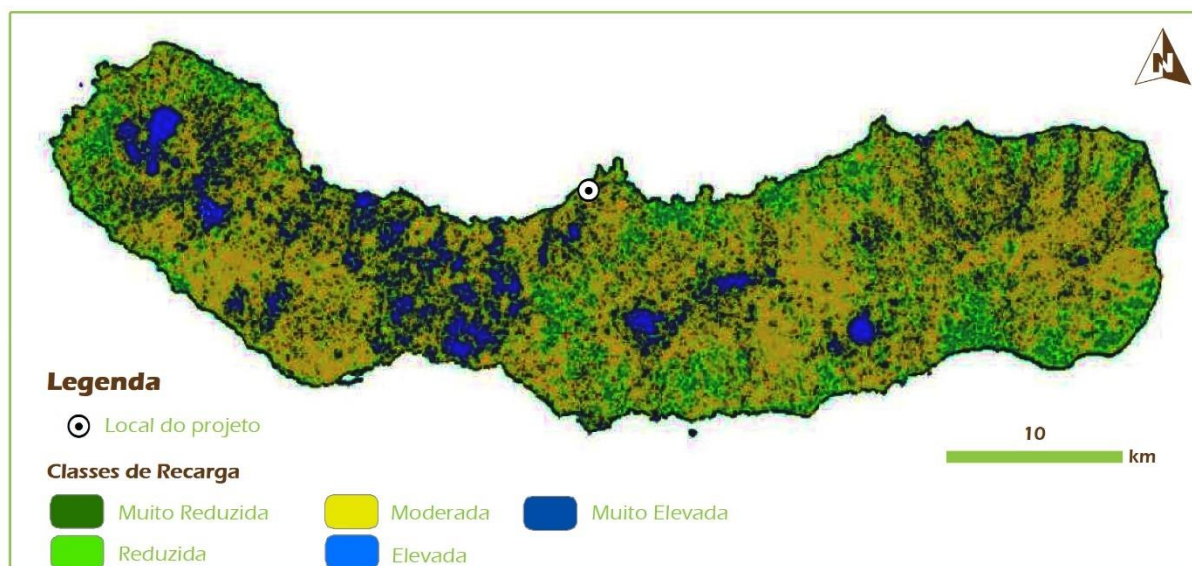 N
Legenda
Local do projeto
10
km
Classes de Recarga
Muito Reduzida
Moderada
Muito Elevada
Reduzida
Elevada